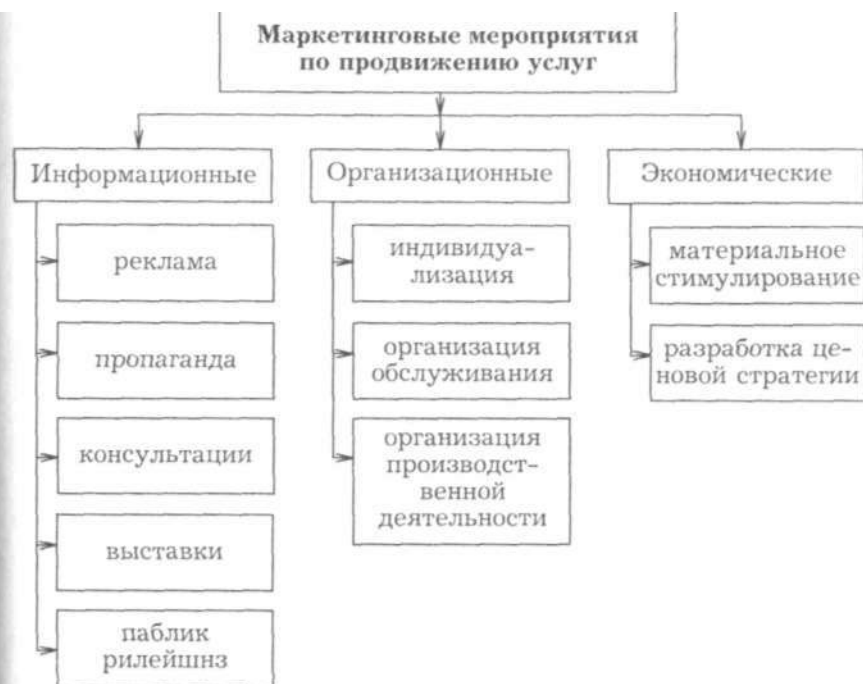 Маркетинговые мероприятия
по продвижению услуг
Информационные
реклама
пропаганда
консультации
выставки
паблик
рилейшнз
Организационные
индивидуа-
лизация
организация
обслуживания
организация
производст-
венной
деятельности
Экономические
материальное
стимулирование
разработка це-
новой стратегии